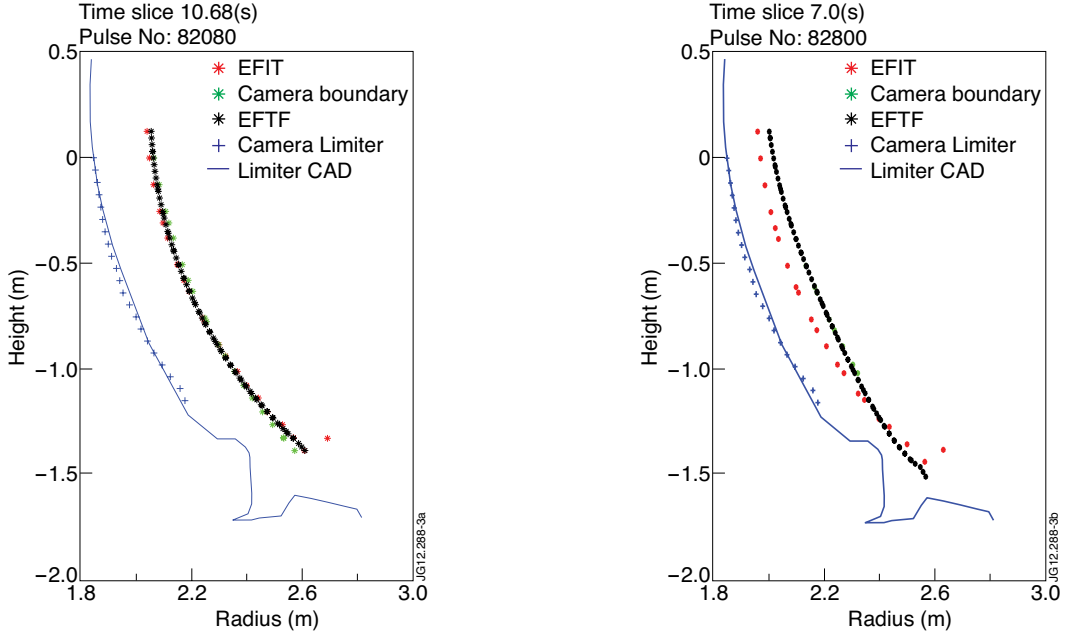 Time slice 10.68(s)
Pulse No: 82080
0.5
0
−0.5
−1.0
−1.5
−2.0
1.8
2.2
2.6
3.0
Height (m)
Radius (m)
EFIT
Camera boundary
EFTF
Camera Limiter
Limiter CAD
JG12.288-3a
Time slice 7.0(s)
Pulse No: 82800
0.5
0
−0.5
−1.0
−1.5
−2.0
1.8
2.2
2.6
3.0
Height (m)
Radius (m)
EFIT
Camera boundary
EFTF
Camera Limiter
Limiter CAD
JG12.288-3b